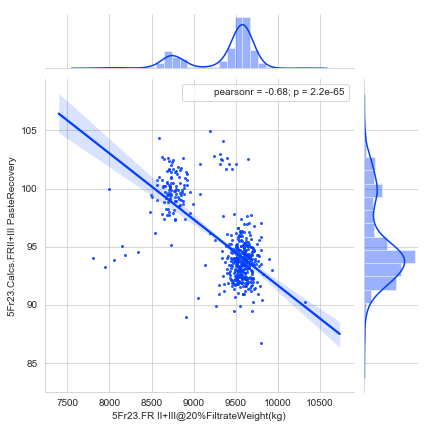 pearsonr = -0.68; p = 2.2e-65
105
100
95
90
85
5Fr23.Calcs.FRII+III PasteRecovery
7500 8000 8500 9000 9500 10000 10500
5Fr23.FR II+III@20%FiltrateWeight(kg)